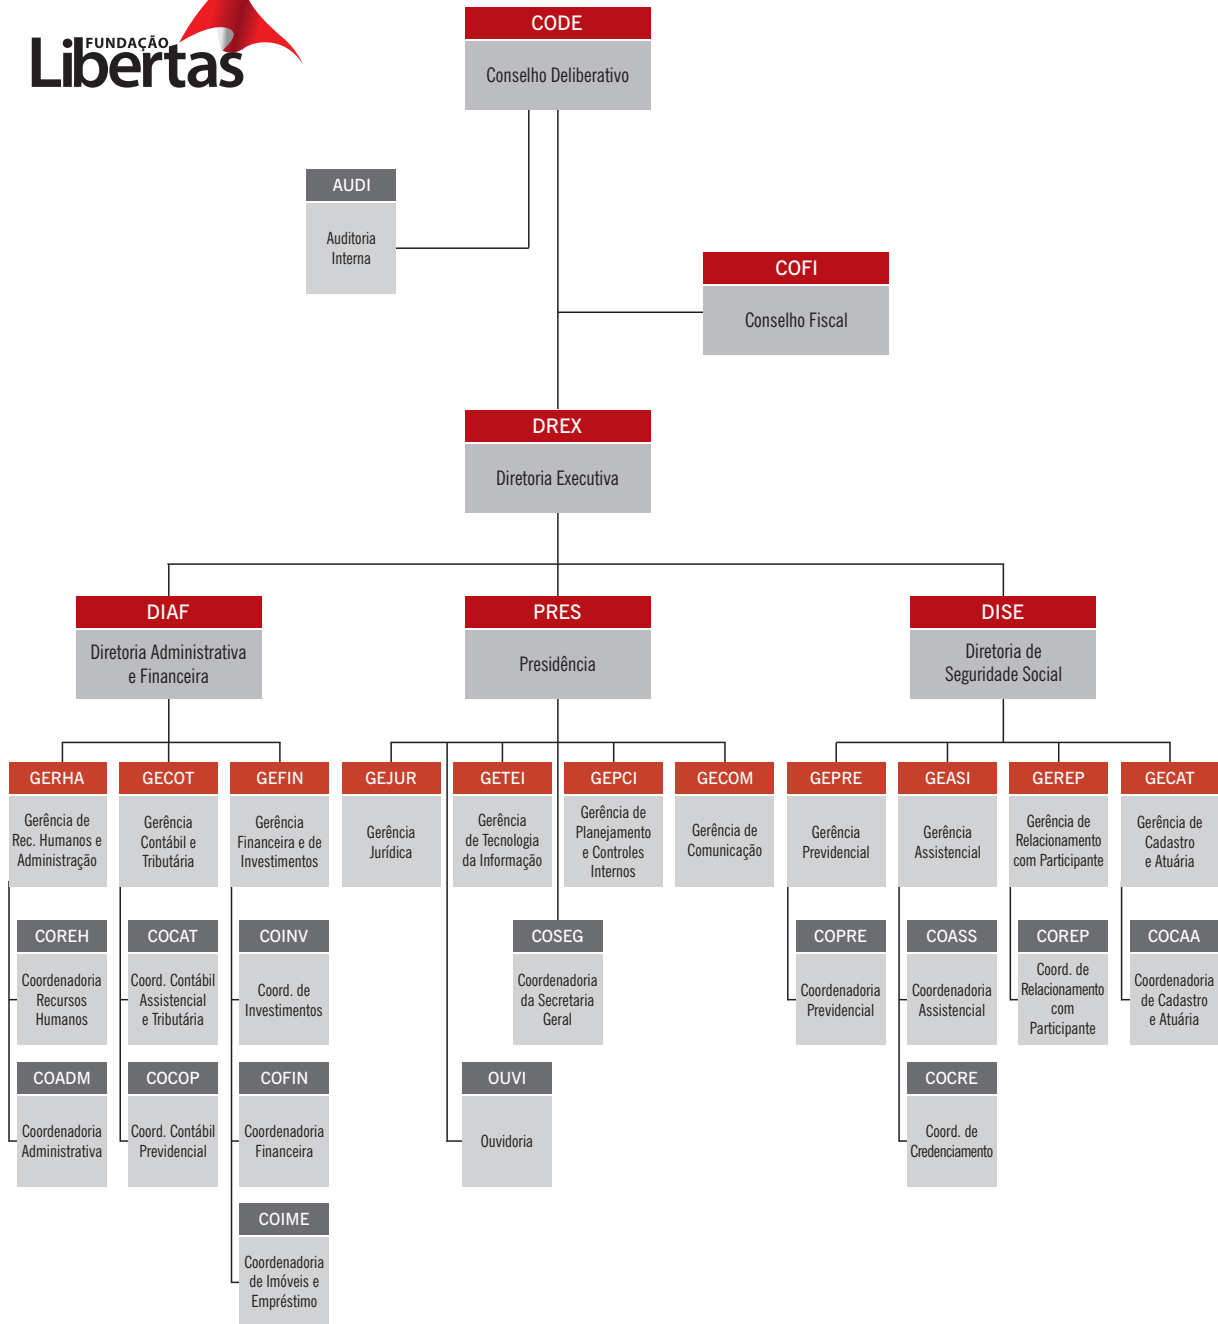 FUNDAÇÃO
Libertas
CODE
Conselho Deliberativo
AUDI
Auditoria
Interna
COFI
Conselho Fiscal
DREX
Diretoria Executiva
DIAF
Diretoria Administrativa
e Financeira
PRES
Presidência
DISE
Diretoria de
Seguridade Social
GERHA
Gerência de
Rec. Humanos e
Administração
GECOT
Gerência
Contábil e
Tributária
GEFIN
Gerência
Financeira e de
Investimentos
GEJUR
Gerência
Jurídica
GETEI
Gerência
de Tecnologia
da Informação
GEPCI
Gerência de
Planejamento
e Controles
Internos
GECOM
Gerência de
Comunicação
GEPRE
Gerência
Previdencial
GEASI
Gerência
Assistencial
GEREP
Gerência de
Relacionamento
com Participante
GECAT
Gerência de
Cadastro
e Atuária
COREH
Coordenadoria
Recursos
Humanos
COCAT
Coord. Contábil
Assistencial
e Tributária
COINV
Coord. de
Investimentos
COSEG
Coordenadoria
da Secretaria
Geral
COPRE
Coordenadoria
Previdencial
COASS
Coordenadoria
Assistencial
COREP
Coord. de
Relacionamento
com
Participante
COCAA
Coordenadoria
de Cadastro
e Atuária
COADM
Coordenadoria
Administrativa
COCOP
Coord. Contábil
Previdencial
COFIN
Coordenadoria
Financeira
OUVI
Ouvidoria
COCRE
Coord. de
Credenciamento
COIME
Coordenadoria
de Imóveis e
Empréstimo